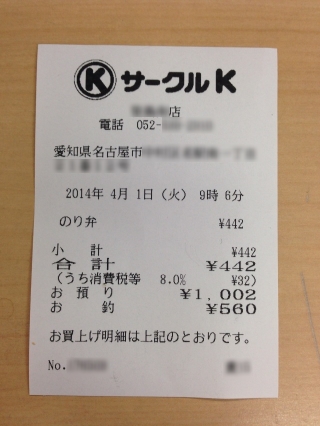 K サークルK
店
電話 052-
愛知県名古屋市
2014年 4月 1日（火） 9時 6分
のり弁 ¥442
小 計 ¥442
合 計 ¥442
（うち消費税等 8.0% ¥32）
お 預 り ¥1,002
お 釣 ¥560
お買上げ明細は上記のとおりです。
No.